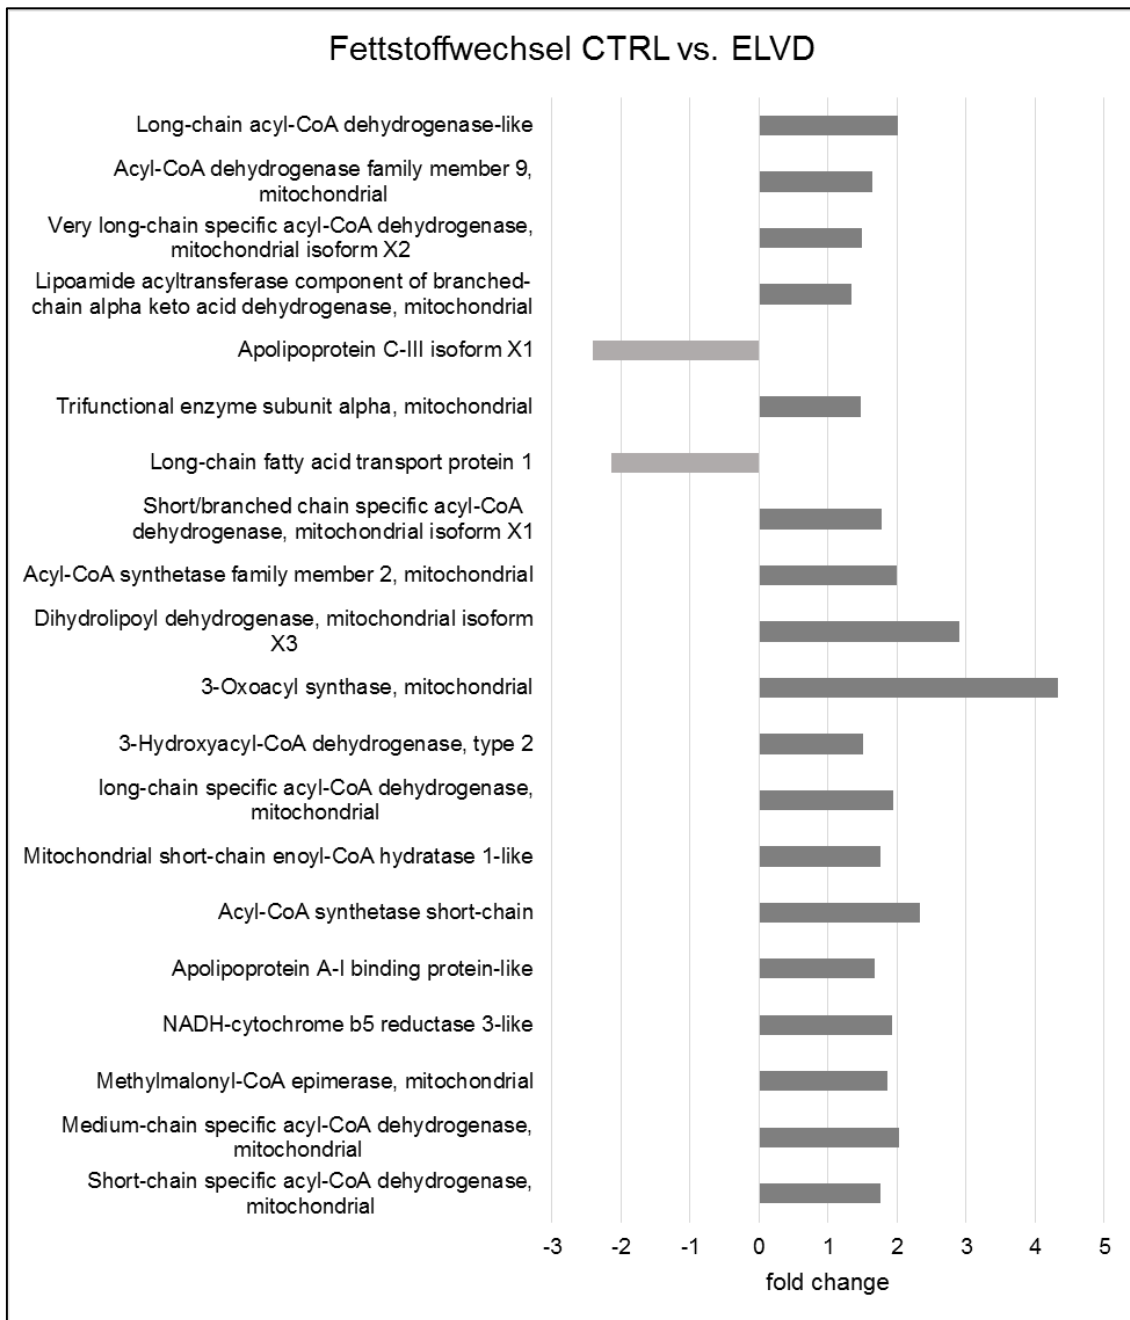 Fettstoffwechsel CTRL vs. ELVD
Long-chain acyl-CoA dehydrogenase-like
Acyl-CoA dehydrogenase family member 9,
mitochondrial
Very long-chain specific acyl-CoA dehydrogenase,
mitochondrial isoform X2
Lipoamide acyltransferase component of branched-
chain alpha keto acid dehydrogenase, mitochondrial
Apolipoprotein C-III isoform X1
Trifunctional enzyme subunit alpha, mitochondrial
Long-chain fatty acid transport protein 1
Short/branched chain specific acyl-CoA
dehydrogenase, mitochondrial isoform X1
Acyl-CoA synthetase family member 2, mitochondrial
Dihydrolipoyl dehydrogenase, mitochondrial isoform
X3
3-Oxoacyl synthase, mitochondrial
3-Hydroxyacyl-CoA dehydrogenase, type 2
long-chain specific acyl-CoA dehydrogenase,
mitochondrial
Mitochondrial short-chain enoyl-CoA hydratase 1-like
Acyl-CoA synthetase short-chain
Apolipoprotein A-I binding protein-like
NADH-cytochrome b5 reductase 3-like
Methylmalonyl-CoA epimerase, mitochondrial
Medium-chain specific acyl-CoA dehydrogenase,
mitochondrial
Short-chain specific acyl-CoA dehydrogenase,
mitochondrial
-3 -2 -1 0 1 2 3 4 5
fold change